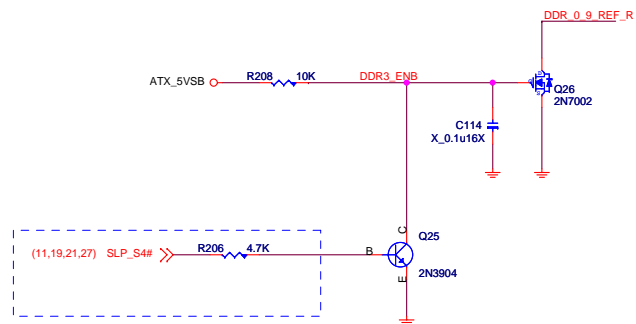 DDR_0_9_REF_R
ATX_5VSB
R208
10K
DDR3_ENB
G
D
S
Q26
2N7002
C114
X_0.1u16X
(11,19,21,27)
SLP_S4#
R206
4.7K
B
C
E
Q25
2N3904